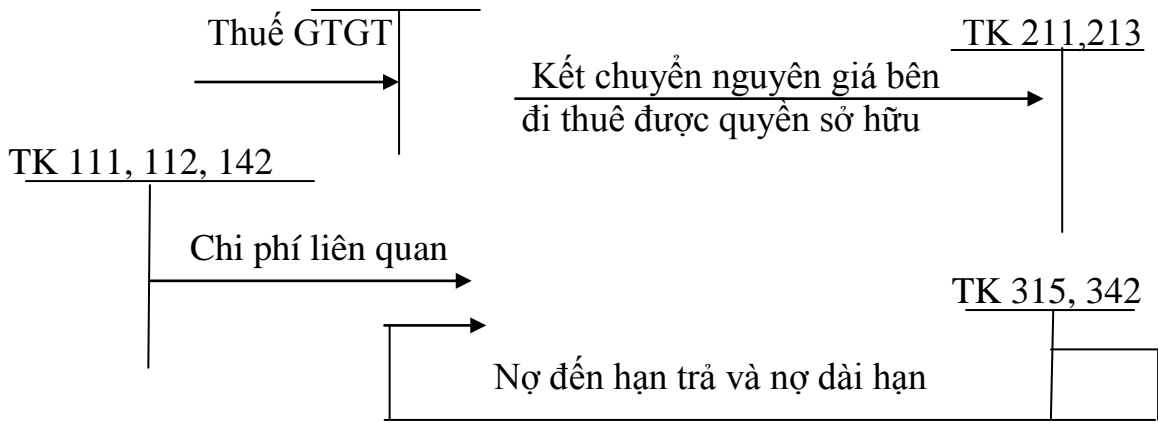 Thuế GTGT
TK 211,213
Kết chuyển nguyên giá bên
đi thuê được quyền sở hữu
TK 111, 112, 142
Chi phí liên quan
TK 315, 342
Nợ đến hạn trả và nợ dài hạn